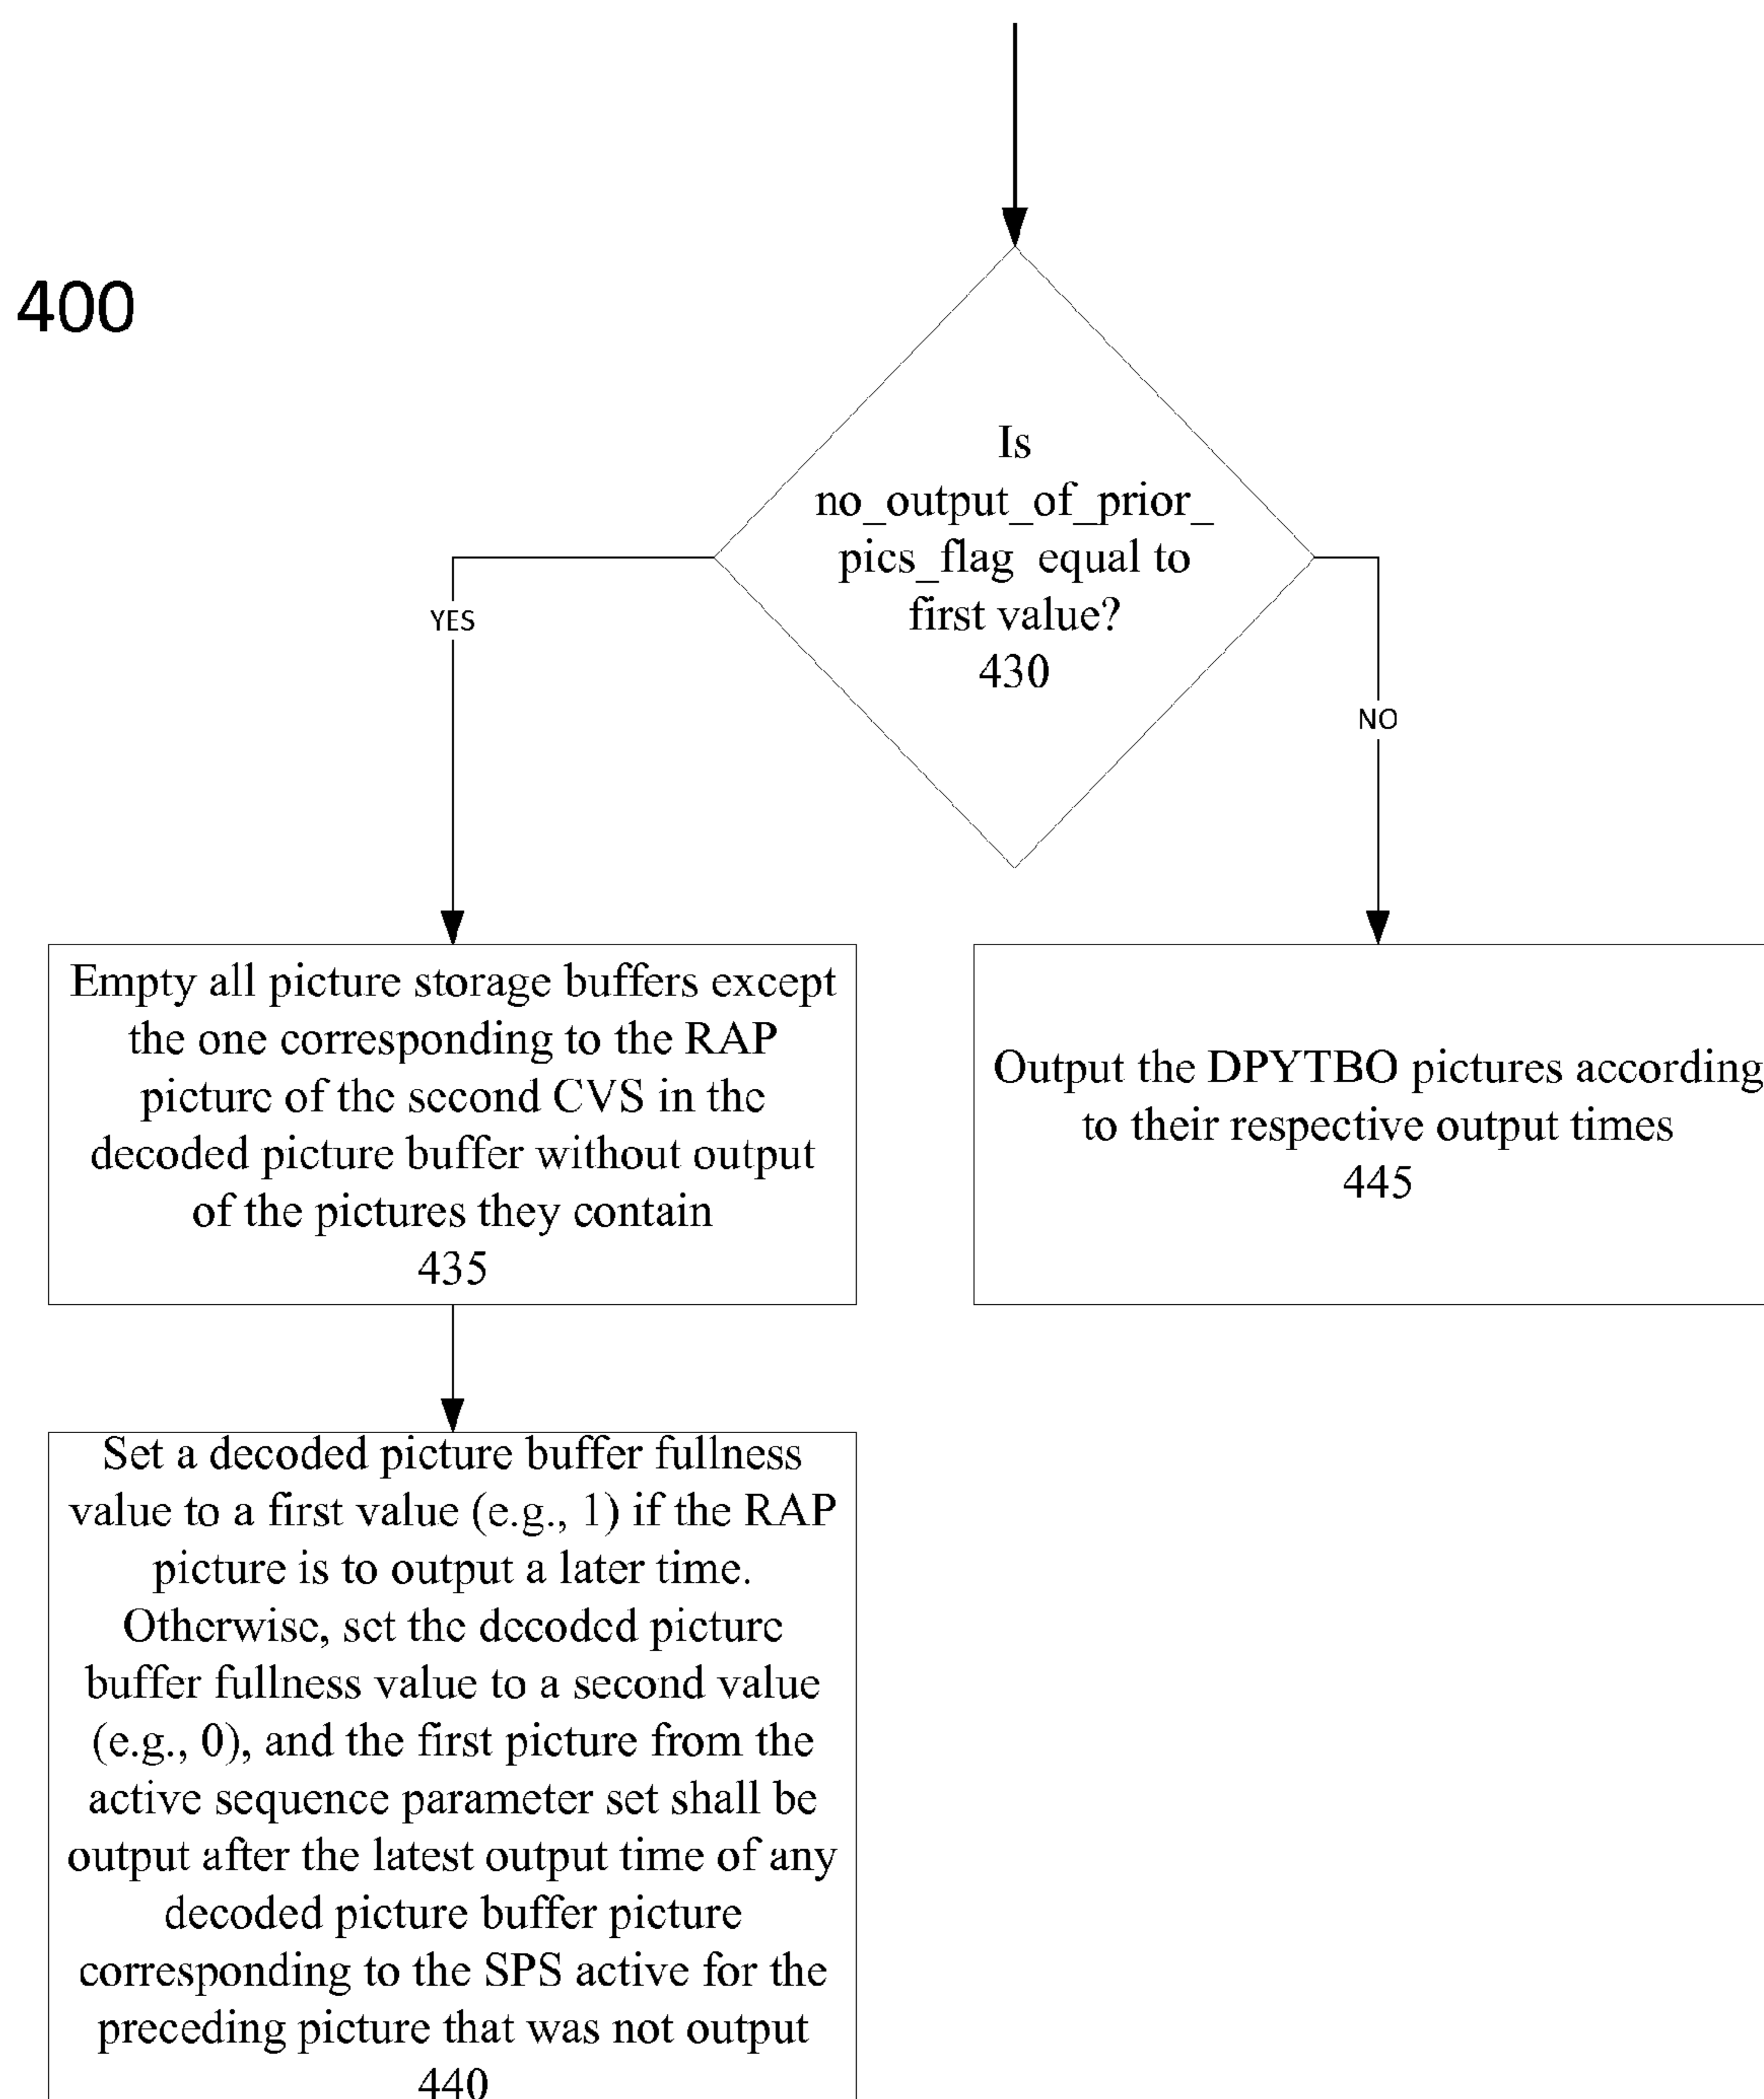 400
Is
no_output_of_prior_
pics_flag equal to
first value?
430
YES
NO
Empty all picture storage buffers except
the one corresponding to the RAP
picture of the second CVS in the
decoded picture buffer without output
of the pictures they contain
435
Output the DPYTBO pictures according
to their respective output times
445
Set a decoded picture buffer fullness
value to a first value (e.g., 1) if the RAP
picture is to output a later time.
Otherwise, set the decoded picture
buffer fullness value to a second value
(e.g., 0), and the first picture from the
active sequence parameter set shall be
output after the latest output time of any
decoded picture buffer picture
corresponding to the SPS active for the
preceding picture that was not output
440